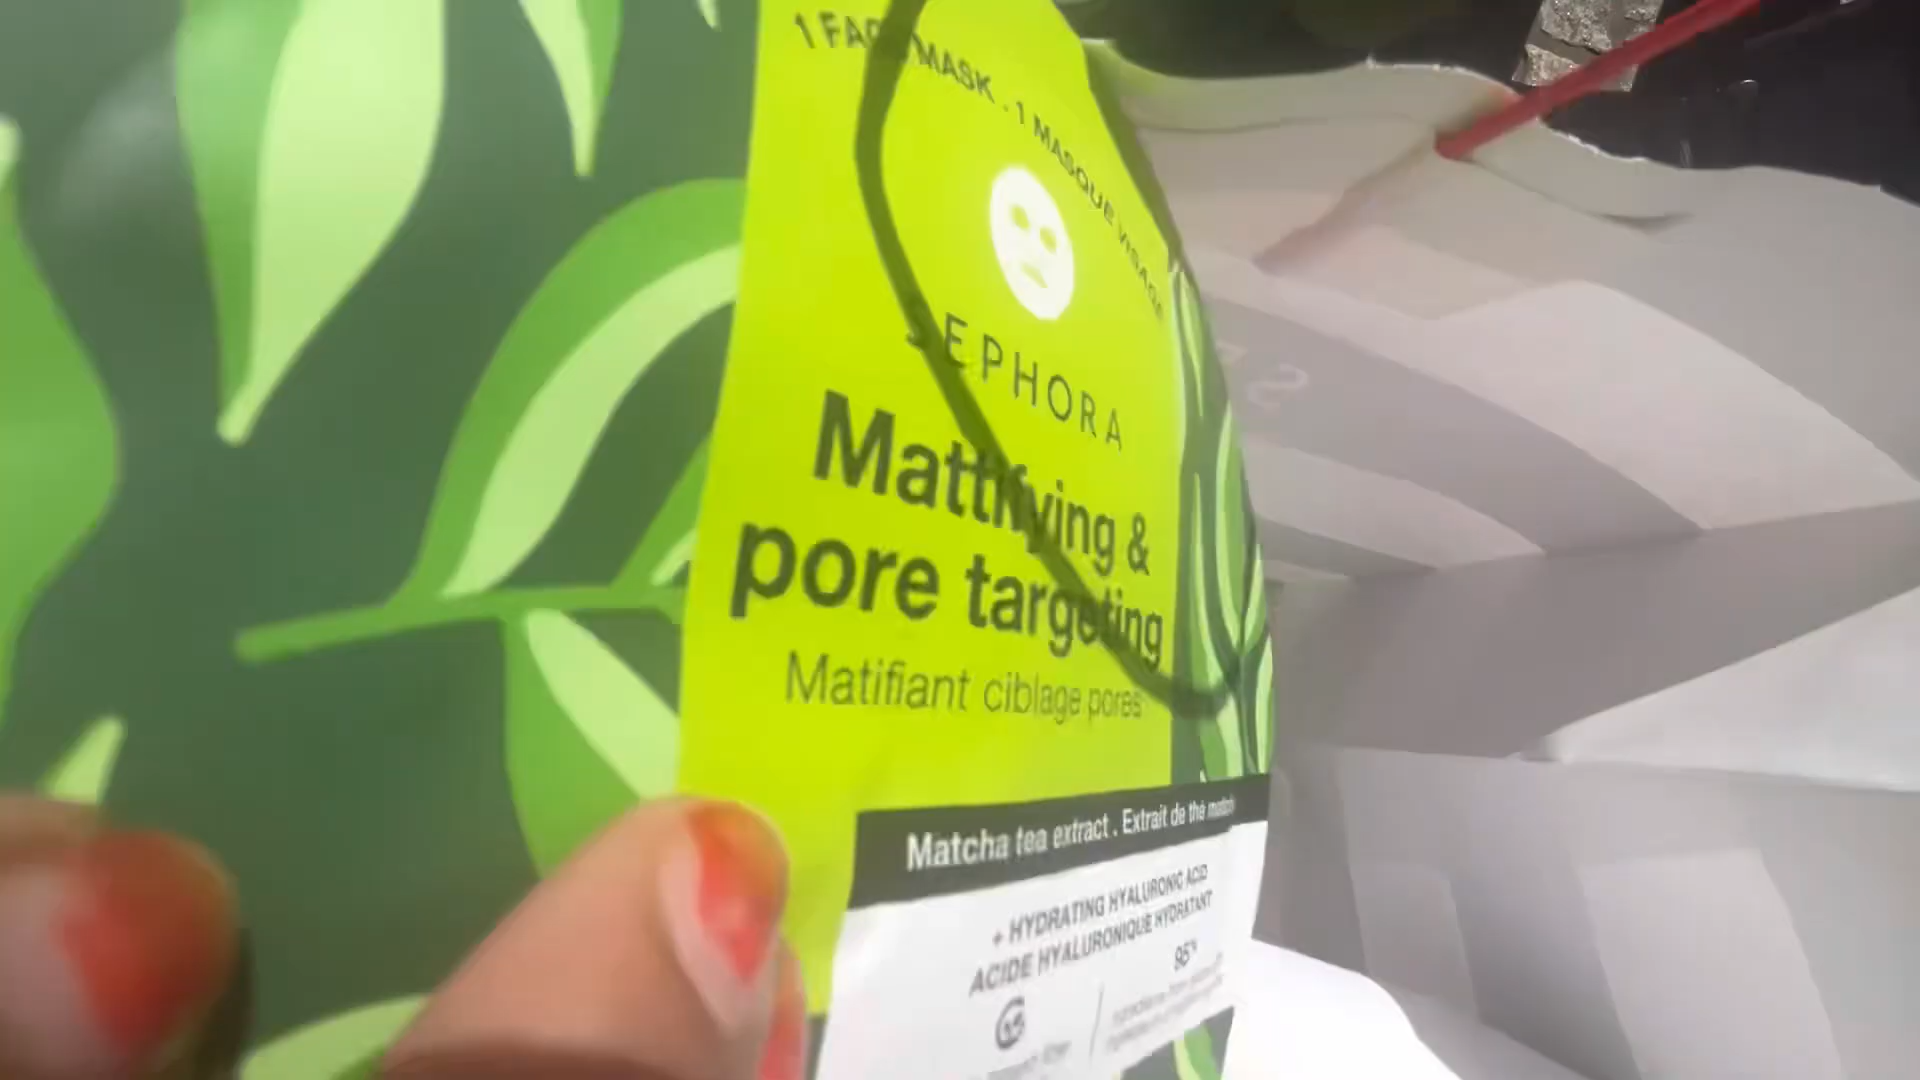 1 FACE MASK . 1 MASQUE VISAGE
SEPHORA
Mattifying &
pore targeting
Matifiant ciblage pores
Matcha tea extract . Extrait de thé matcha
+ HYDRATING HYALURONIC ACID
ACIDE HYALURONIQUE HYDRATANT
95%